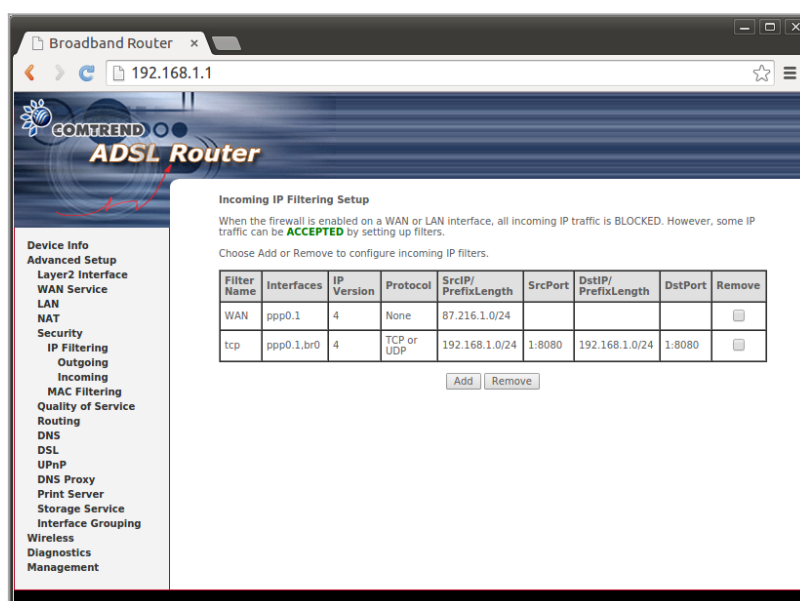 Broadband Router
192.168.1.1
COMTREND
ADSL Router
Incoming IP Filtering Setup
When the firewall is enabled on a WAN or LAN interface, all incoming IP traffic is BLOCKED. However, some IP
traffic can be ACCEPTED by setting up filters.
Choose Add or Remove to configure incoming IP filters.
Filter Name Interfaces IP Version Protocol SrcIP/ PrefixLength SrcPort DstIP/ PrefixLength DstPort Remove
WAN ppp0.1 4 None 87.216.1.0/24
tcp ppp0.1,br0 4 TCP or UDP 192.168.1.0/24 1:8080 192.168.1.0/24 1:8080
Add Remove
Device Info
Advanced Setup
Layer2 Interface
WAN Service
LAN
NAT
Security
IP Filtering
Outgoing
Incoming
MAC Filtering
Quality of Service
Routing
DNS
DSL
UPnP
DNS Proxy
Print Server
Storage Service
Interface Grouping
Wireless
Diagnostics
Management